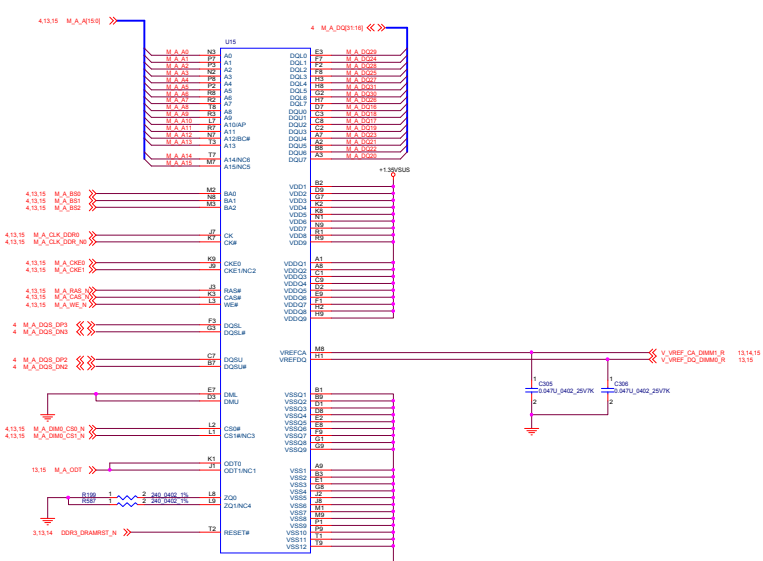 4,13,15 M_A_A[15:0]
4 M_A_DQ[31:16]
U15
M_A_A0 N3 A0 DQL0 E3 M_A_DQ29
M_A_A1 P7 A1 DQL1 F7 M_A_DQ24
M_A_A2 P3 A2 DQL2 F2 M_A_DQ28
M_A_A3 N2 A3 DQL3 F8 M_A_DQ25
M_A_A4 P8 A4 DQL4 H3 M_A_DQ27
M_A_A5 P2 A5 DQL5 H8 M_A_DQ31
M_A_A6 R8 A6 DQL6 G2 M_A_DQ30
M_A_A7 R2 A7 DQL7 H7 M_A_DQ26
M_A_A8 T8 A8 DQU0 D7 M_A_DQ16
M_A_A9 R3 A9 DQU1 C3 M_A_DQ18
M_A_A10 L7 A10/AP DQU2 C8 M_A_DQ17
M_A_A11 R7 A11 DQU3 C2 M_A_DQ19
M_A_A12 N7 A12/BC# DQU4 A7 M_A_DQ23
M_A_A13 T3 A13 DQU5 A2 M_A_DQ21
DQU6 B8 M_A_DQ22
M_A_A14 T7 A14/NC6 DQU7 A3 M_A_DQ20
M_A_A15 M7 A15/NC5
+1.35VSUS
VDD1 B2
4,13,15 M_A_BS0 M2 BA0 VDD2 D9
4,13,15 M_A_BS1 N8 BA1 VDD3 G7
4,13,15 M_A_BS2 M3 BA2 VDD4 K2
VDD5 K8
VDD6 N1
VDD7 N9
4,13,15 M_A_CLK_DDR0 J7 CK VDD8 R1
4,13,15 M_A_CLK_DDR_N0 K7 CK# VDD9 R9
4,13,15 M_A_CKE0 K9 CKE0 VDDQ1 A1
4,13,15 M_A_CKE1 J9 CKE1/NC2 VDDQ2 A8
VDDQ3 C1
VDDQ4 C9
4,13,15 M_A_RAS_N J3 RAS# VDDQ5 D2
4,13,15 M_A_CAS_N K3 CAS# VDDQ6 E9
4,13,15 M_A_WE_N L3 WE# VDDQ7 F1
VDDQ8 H2
VDDQ9 H9
4 M_A_DQS_DP3 F3 DQSL
4 M_A_DQS_DN3 G3 DQSL#
VREFCA M8 V_VREF_CA_DIMM1_R 13,14,15
4 M_A_DQS_DP2 C7 DQSU VREFDQ H1 V_VREF_DQ_DIMM0_R 13,15
4 M_A_DQS_DN2 B7 DQSU#
1 C305 0.047U_0402_25V7K 2
1 C306 0.047U_0402_25V7K 2
E7 DML VSSQ1 B1
D3 DMU VSSQ2 B9
VSSQ3 D1
VSSQ4 D8
VSSQ5 E2
4,13,15 M_A_DIM0_CS0_N L2 CS0# VSSQ6 E8
4,13,15 M_A_DIM0_CS1_N L1 CS1#/NC3 VSSQ7 F9
VSSQ8 G1
VSSQ9 G9
K1 ODT0
13,15 M_A_ODT J1 ODT1/NC1 VSS1 A9
VSS2 B3
VSS3 E1
VSS4 G8
R199 1 2 240_0402_1% L8 ZQ0 VSS5 J2
R587 1 2 240_0402_1% L9 ZQ1/NC4 VSS6 J8
VSS7 M1
VSS8 M9
VSS9 P1
3,13,14 DDR3_DRAMRST_N T2 RESET# VSS10 P9
VSS11 T1
VSS12 T9